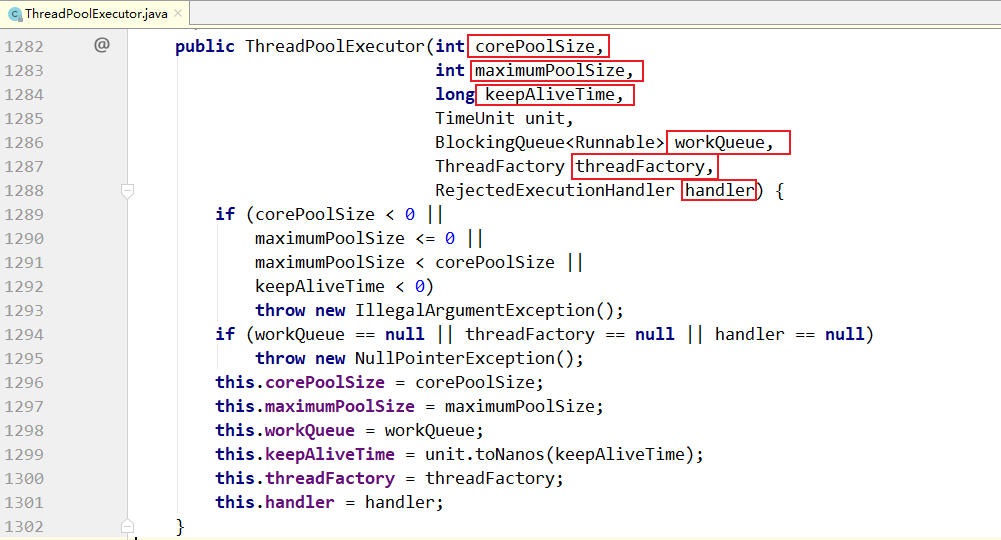 ThreadPoolExecutor.java
1282 @ public ThreadPoolExecutor(int corePoolSize,
1283 int maximumPoolSize,
1284 long keepAliveTime,
1285 TimeUnit unit,
1286 BlockingQueue<Runnable> workQueue,
1287 ThreadFactory threadFactory,
1288 RejectedExecutionHandler handler) {
1289 if (corePoolSize < 0 ||
1290 maximumPoolSize <= 0 ||
1291 maximumPoolSize < corePoolSize ||
1292 keepAliveTime < 0)
1293 throw new IllegalArgumentException();
1294 if (workQueue == null || threadFactory == null || handler == null)
1295 throw new NullPointerException();
1296 this.corePoolSize = corePoolSize;
1297 this.maximumPoolSize = maximumPoolSize;
1298 this.workQueue = workQueue;
1299 this.keepAliveTime = unit.toNanos(keepAliveTime);
1300 this.threadFactory = threadFactory;
1301 this.handler = handler;
1302 }